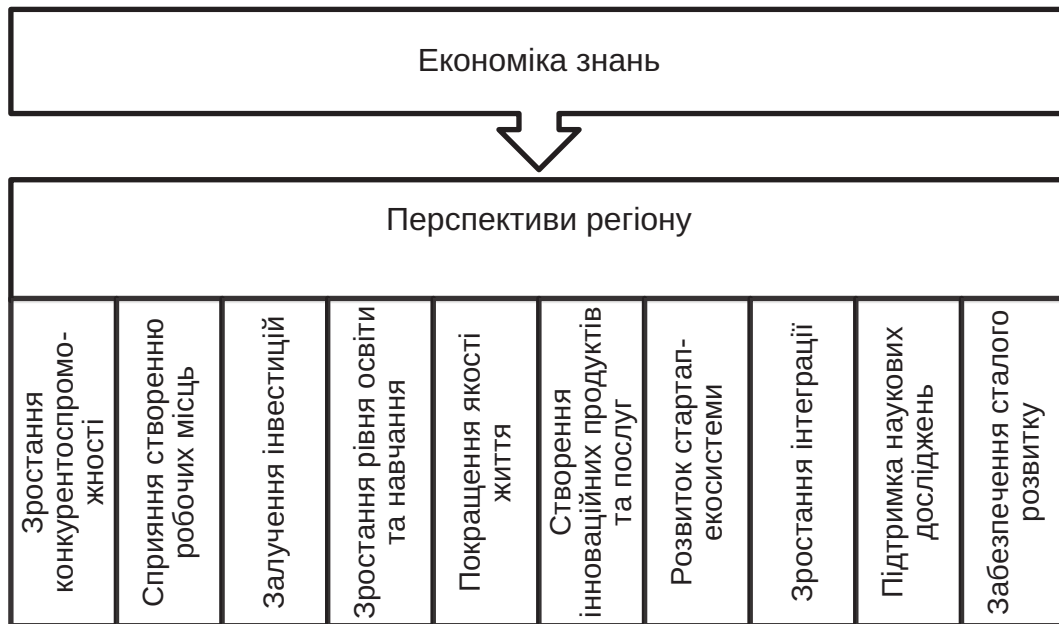 Економіка знань
Перспективи регіону
Зростання
конкурентоспромо-
жності
Сприяння створенню
робочих місць
Залучення інвестицій
Зростання рівня освіти
та навчання
Покращення якості
життя
Створення
інноваційних продуктів
та послуг
Розвиток стартап-
екосистеми
Зростання інтеграції
Підтримка наукових
досліджень
Забезпечення сталого
розвитку